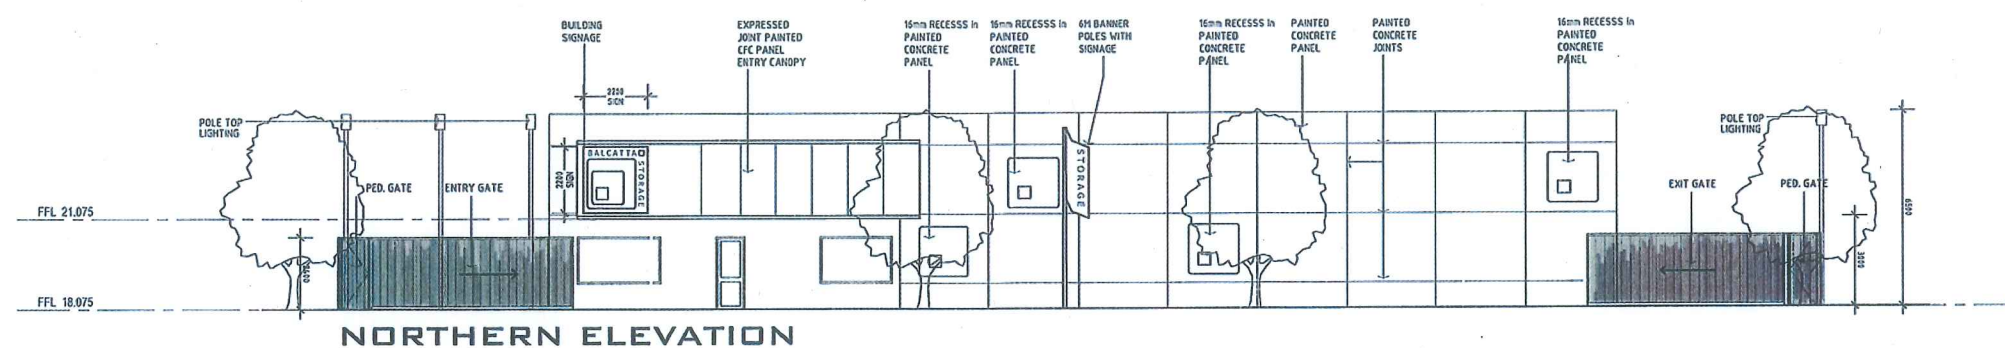 BUILDING
SIGNAGE
EXPRESSED
JOINT PAINTED
CFC PANEL
ENTRY CANOPY
16mm RECESSS in
PAINTED
CONCRETE
PANEL
16mm RECESSS in
PAINTED
CONCRETE
PANEL
6M BANNER
POLES WITH
SIGNAGE
16mm RECESSS in
PAINTED
CONCRETE
PANEL
PAINTED
CONCRETE
PANEL
PAINTED
CONCRETE
JOINTS
16mm RECESSS in
PAINTED
CONCRETE
PANEL
2250
SIGN
POLE TOP
LIGHTING
POLE TOP
LIGHTING
BALCATTA
STORAGE
2200
SIGN
STORAGE
PED. GATE
ENTRY GATE
EXIT GATE
PED. GATE
6500
3000
FFL 21.075
FFL 18.075
NORTHERN ELEVATION